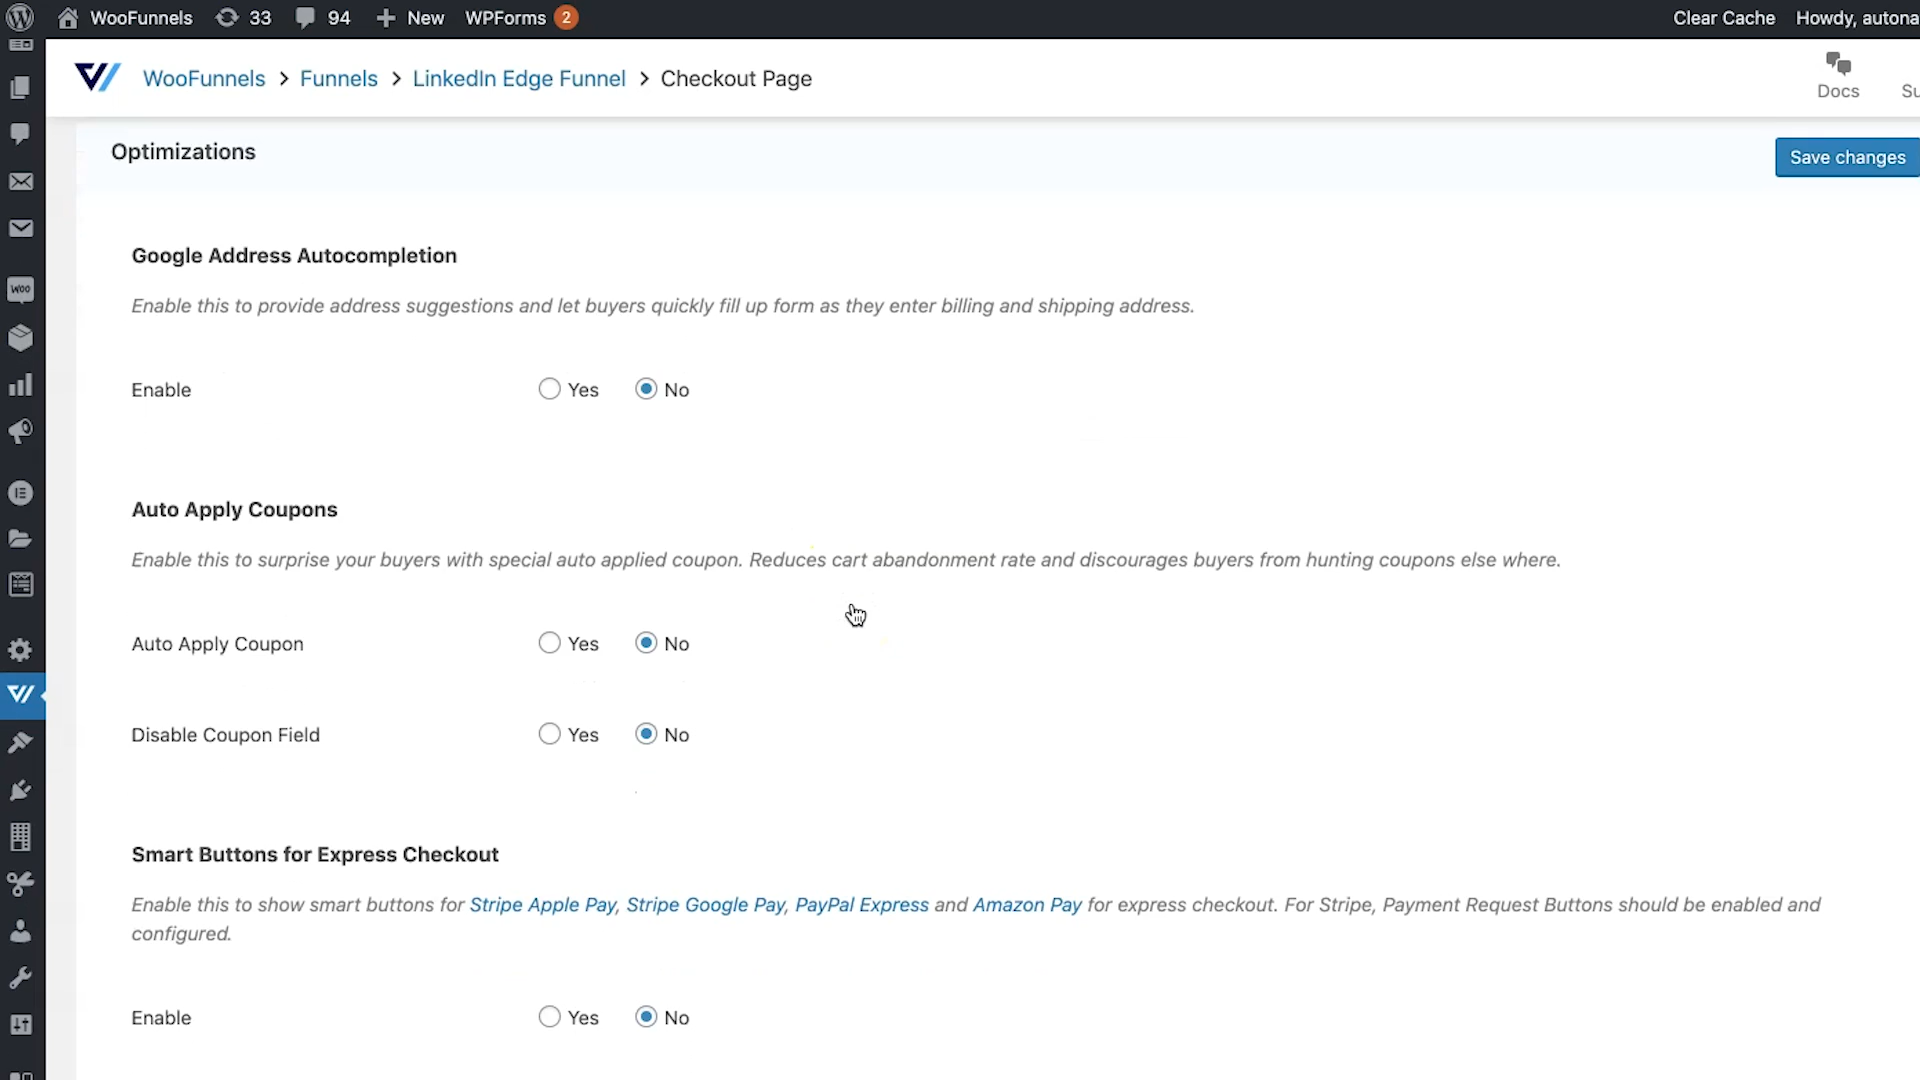 WooFunnels 33 94 New WPForms 2 Clear Cache Howdy, autona
WooFunnels > Funnels > LinkedIn Edge Funnel > Checkout Page
Docs Su
Optimizations
Save changes
Google Address Autocompletion
Enable this to provide address suggestions and let buyers quickly fill up form as they enter billing and shipping address.
Enable Yes No
Auto Apply Coupons
Enable this to surprise your buyers with special auto applied coupon. Reduces cart abandonment rate and discourages buyers from hunting coupons else where.
Auto Apply Coupon Yes No
Disable Coupon Field Yes No
Smart Buttons for Express Checkout
Enable this to show smart buttons for Stripe Apple Pay, Stripe Google Pay, PayPal Express and Amazon Pay for express checkout. For Stripe, Payment Request Buttons should be enabled and
configured.
Enable Yes No